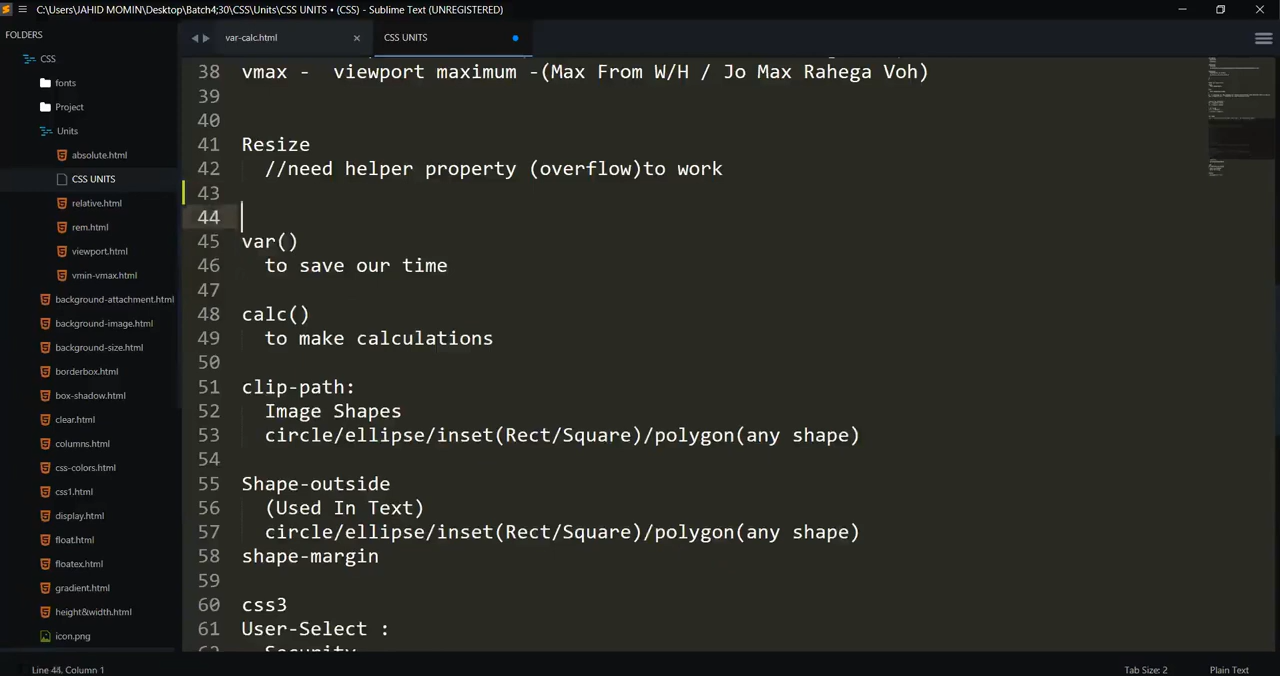 C:\Users\JAHID MOMIN\Desktop\Batch4;30\CSS\Units\CSS UNITS • (CSS) - Sublime Text (UNREGISTERED)
FOLDERS
CSS
fonts
Project
Units
absolute.html
CSS UNITS
relative.html
rem.html
viewport.html
vmin-vmax.html
background-attachment.html
background-image.html
background-size.html
borderbox.html
box-shadow.html
clear.html
columns.html
css-colors.html
css1.html
display.html
float.html
floatex.html
gradient.html
height&width.html
icon.png
var-calc.html
CSS UNITS
38 vmax -  viewport maximum -(Max From W/H / Jo Max Rahega Voh)
39
40
41 Resize
42 //need helper property (overflow)to work
43
44
45 var()
46 to save our time
47
48 calc()
49 to make calculations
50
51 clip-path:
52 Image Shapes
53 circle/ellipse/inset(Rect/Square)/polygon(any shape)
54
55 Shape-outside
56 (Used In Text)
57 circle/ellipse/inset(Rect/Square)/polygon(any shape)
58 shape-margin
59
60 css3
61 User-Select :
62 Security
Line 44, Column 1
Tab Size: 2
Plain Text